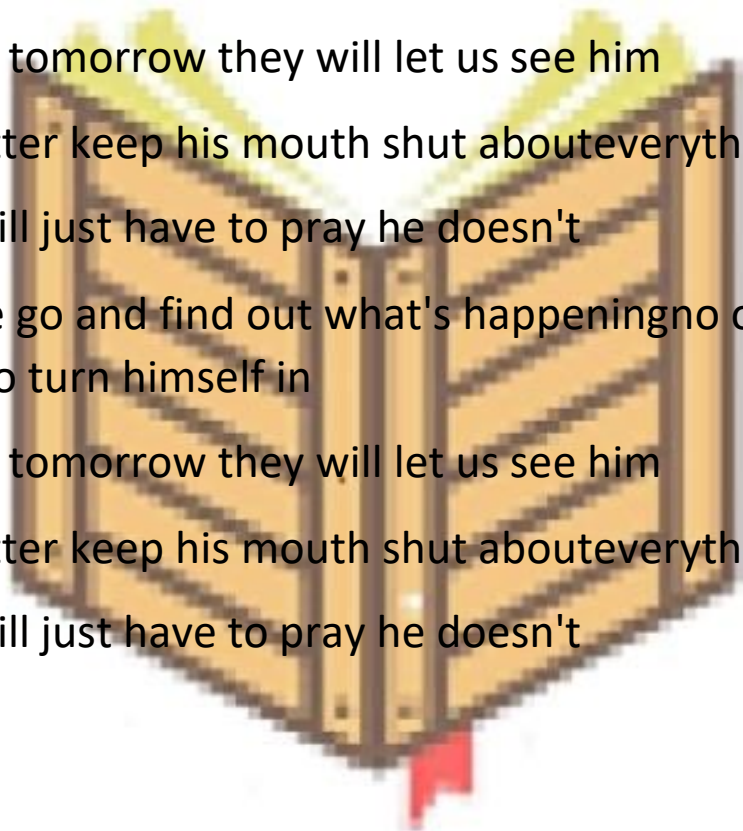 tomorrow they will let us see him
tter keep his mouth shut abouteveryth
ill just have to pray he doesn't
e go and find out what's happeningno c
o turn himself in
tomorrow they will let us see him
tter keep his mouth shut abouteveryth
ill just have to pray he doesn't